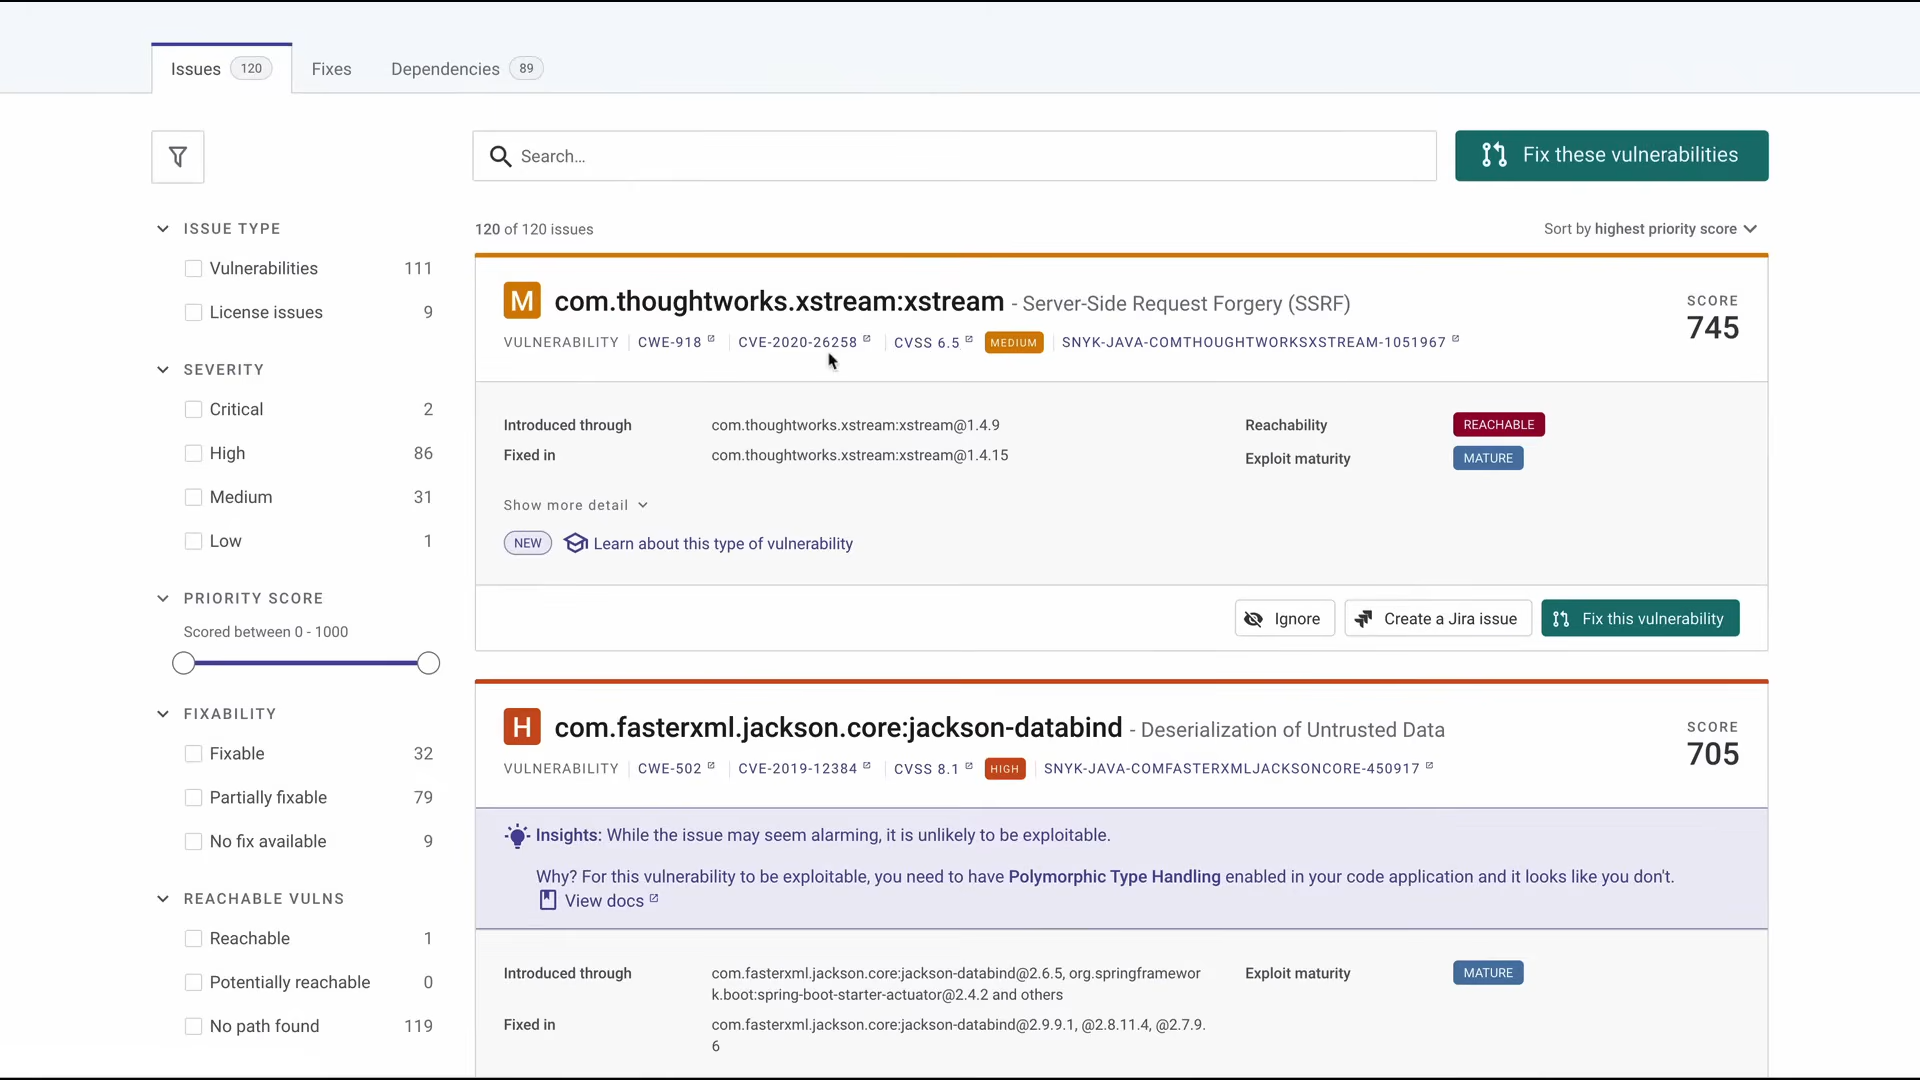 Issues 120 Fixes Dependencies 89
Search...
Fix these vulnerabilities
ISSUE TYPE
Vulnerabilities 111
License issues 9
SEVERITY
Critical 2
High 86
Medium 31
Low 1
PRIORITY SCORE
Scored between 0 - 1000
FIXABILITY
Fixable 32
Partially fixable 79
No fix available 9
REACHABLE VULNS
Reachable 1
Potentially reachable 0
No path found 119
120 of 120 issues
Sort by highest priority score
M com.thoughtworks.xstream:xstream - Server-Side Request Forgery (SSRF)
VULNERABILITY CWE-918 CVE-2020-26258 CVSS 6.5 MEDIUM SNYK-JAVA-COMTHOUGHTWORKSXSTREAM-1051967
SCORE
745
Introduced through com.thoughtworks.xstream:xstream@1.4.9
Fixed in com.thoughtworks.xstream:xstream@1.4.15
Reachability REACHABLE
Exploit maturity MATURE
Show more detail
NEW Learn about this type of vulnerability
Ignore Create a Jira issue Fix this vulnerability
H com.fasterxml.jackson.core:jackson-databind - Deserialization of Untrusted Data
VULNERABILITY CWE-502 CVE-2019-12384 CVSS 8.1 HIGH SNYK-JAVA-COMFASTERXMLJACKSONCORE-450917
SCORE
705
Insights: While the issue may seem alarming, it is unlikely to be exploitable.
Why? For this vulnerability to be exploitable, you need to have Polymorphic Type Handling enabled in your code application and it looks like you don't.
View docs
Introduced through com.fasterxml.jackson.core:jackson-databind@2.6.5, org.springframewor
k.boot:spring-boot-starter-actuator@2.4.2 and others
Exploit maturity MATURE
Fixed in com.fasterxml.jackson.core:jackson-databind@2.9.9.1, @2.8.11.4, @2.7.9.
6